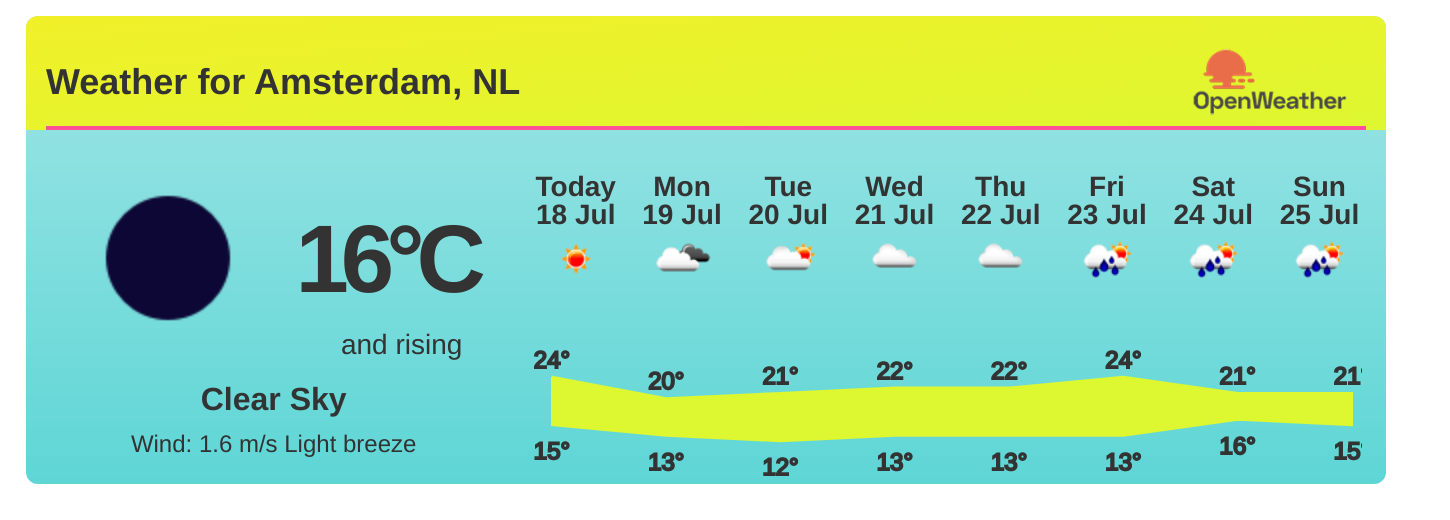 Weather for Amsterdam, NL
OpenWeather
Today Mon Tue Wed Thu Fri Sat Sun
18 Jul 19 Jul 20 Jul 21 Jul 22 Jul 23 Jul 24 Jul 25 Jul
16°C
and rising
Clear Sky
Wind: 1.6 m/s Light breeze
24° 20° 21° 22° 22° 24° 21° 21°
15° 13° 12° 13° 13° 13° 16° 15